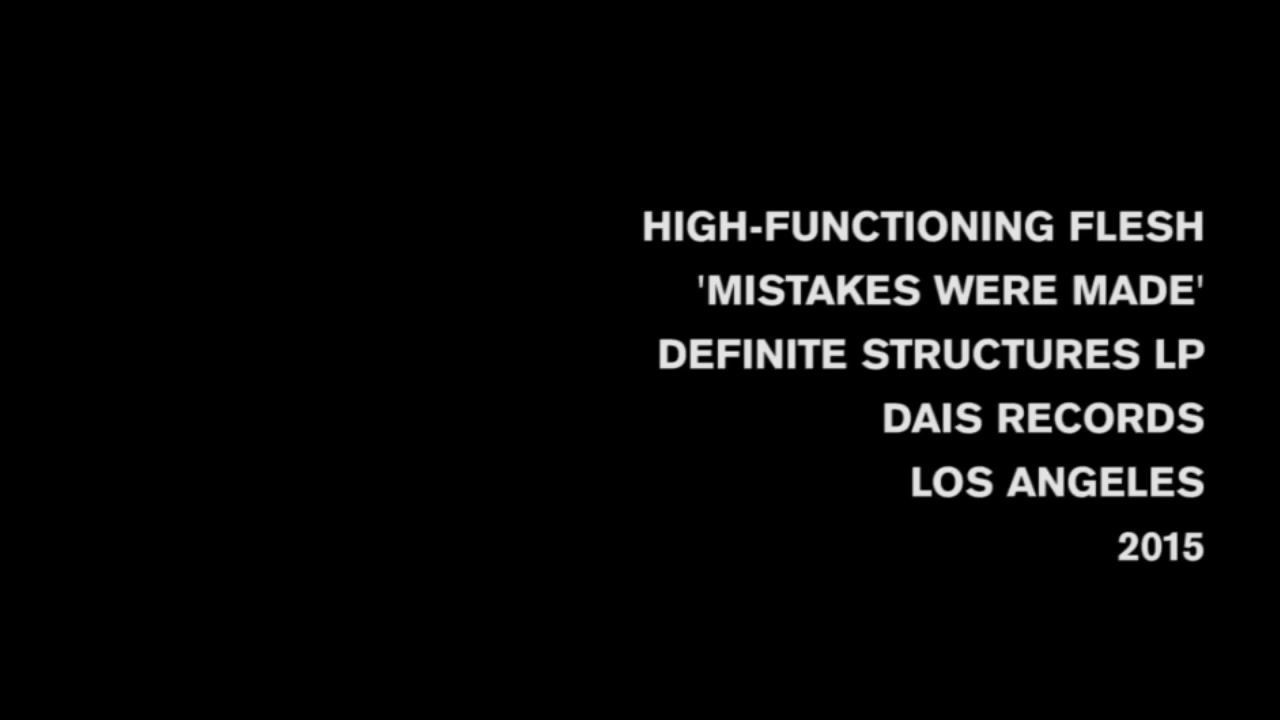 HIGH-FUNCTIONING FLESH
'MISTAKES WERE MADE'
DEFINITE STRUCTURES LP
DAIS RECORDS
LOS ANGELES
2015